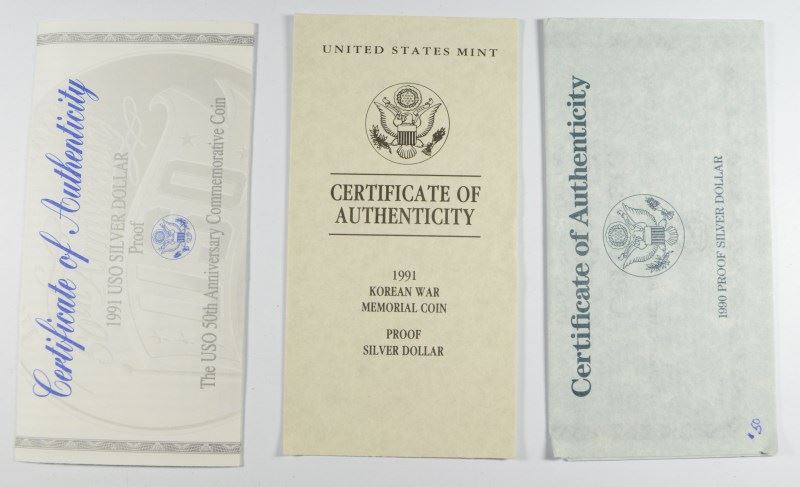 Certificate of Authenticity
1991 USO SILVER DOLLAR
Proof
The USO 50th Anniversary Commemorative Coin
UNITED STATES MINT
CERTIFICATE OF
AUTHENTICITY
1991
KOREAN WAR
MEMORIAL COIN
PROOF
SILVER DOLLAR
Certificate of Authenticity
1990 PROOF SILVER DOLLAR
$50